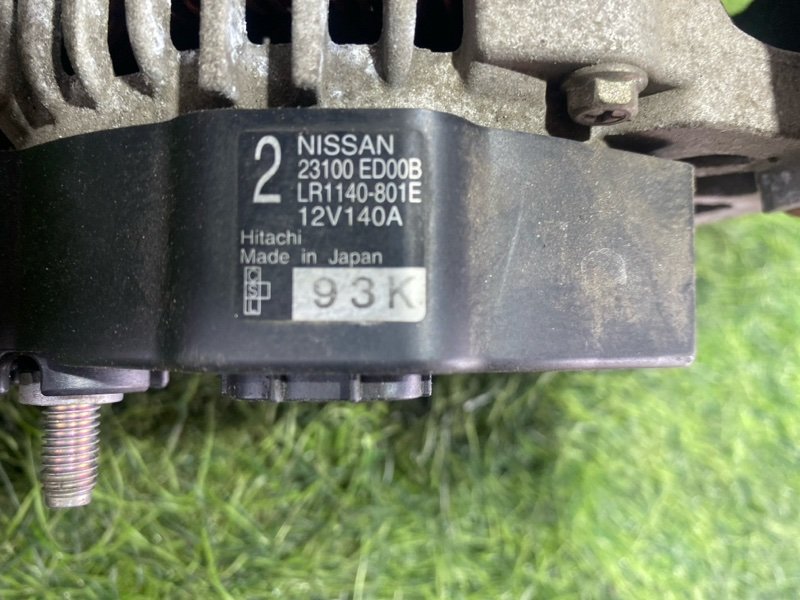 2
NISSAN
23100 ED00B
LR1140-801E
12V140A
Hitachi
Made in Japan
93K